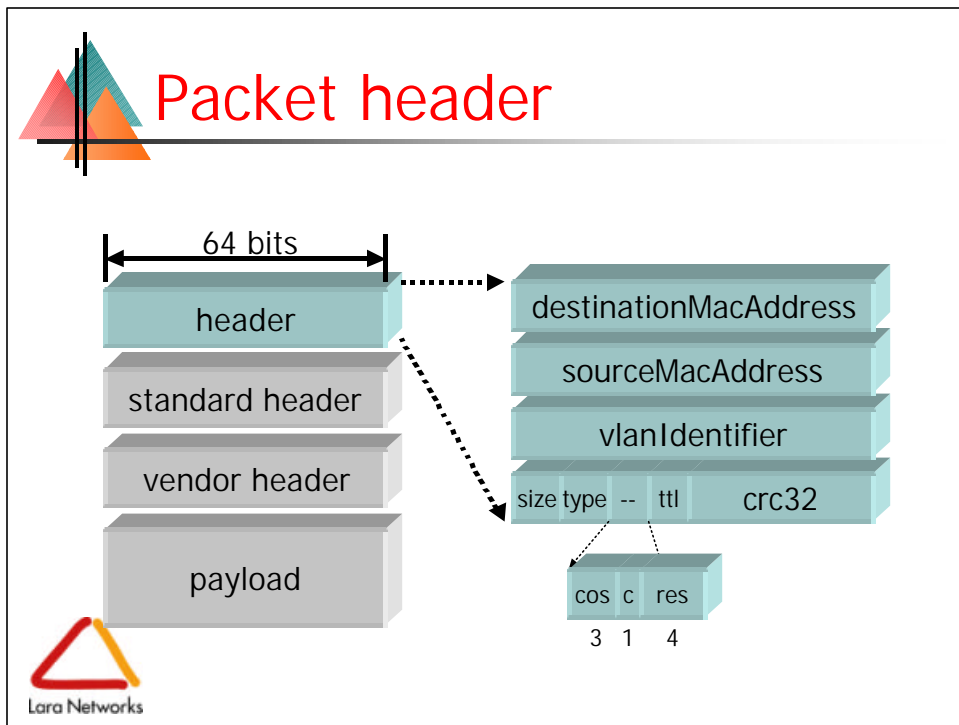 Packet header
64 bits
header
standard header
vendor header
payload
destinationMacAddress
sourceMacAddress
vlanIdentifier
size type -- ttl crc32
cos c res
3 1 4
Lara Networks